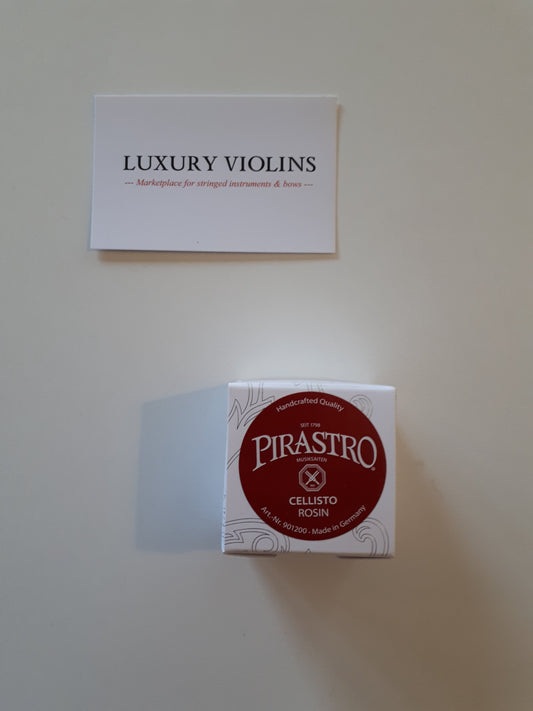 LUXURY VIOLINS
--- Marketplace for stringed instruments & bows ---
Handcrafted Quality
SEIT 1798
PIRASTRO®
MUSIKSAITEN
CELLISTO
ROSIN
Art.-Nr. 901200 • Made in Germany